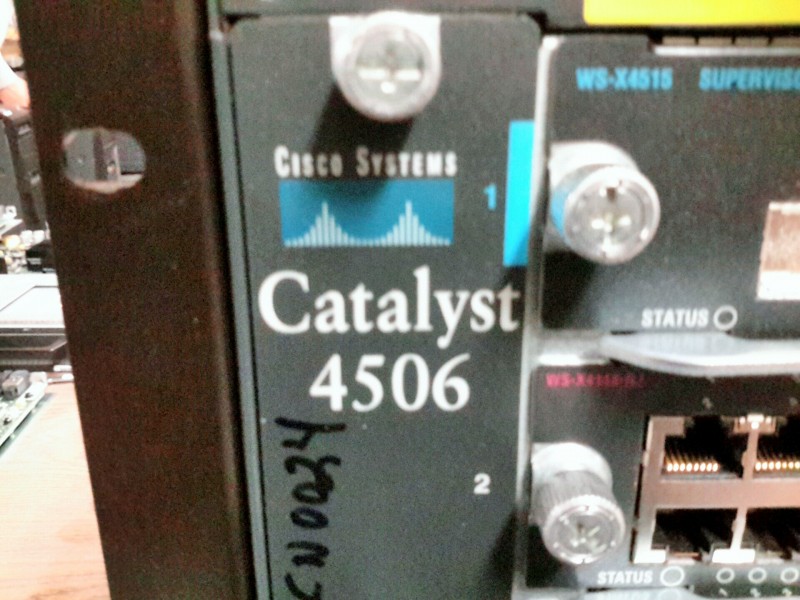 WS-X4515 SUPERVISO
CISCO SYSTEMS
1
Catalyst
4506
STATUS
2
STATUS